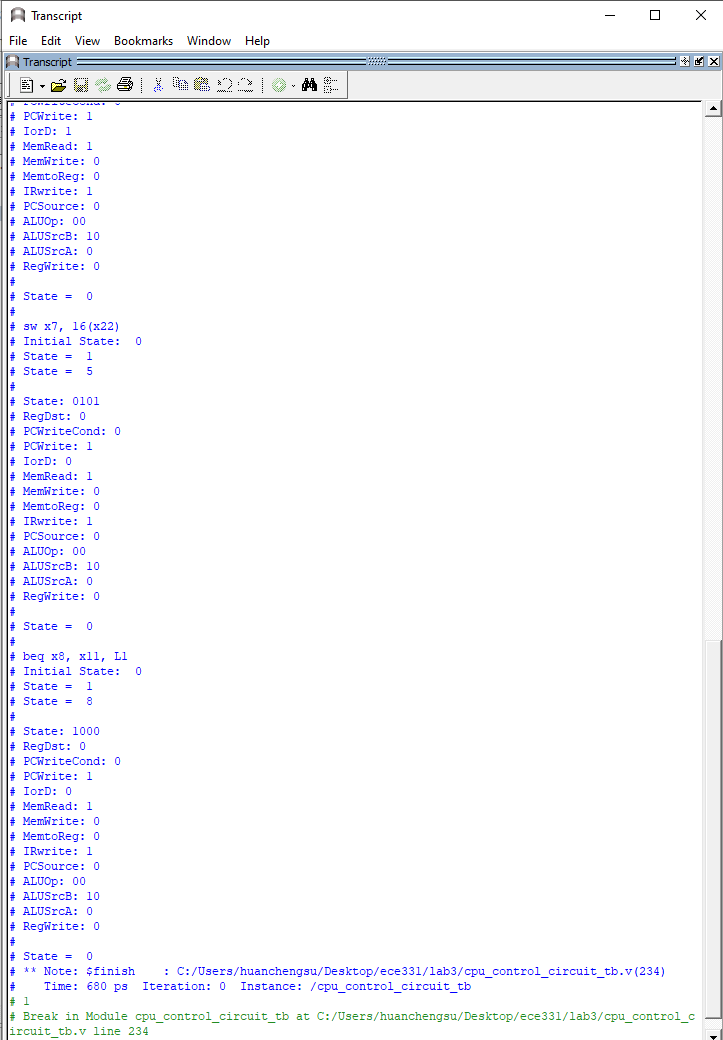 Transcript
File Edit View Bookmarks Window Help
Transcript
# PCWriteCond: 0
# PCWrite: 1
# IorD: 1
# MemRead: 1
# MemWrite: 0
# MemtoReg: 0
# IRwrite: 1
# PCSource: 0
# ALUOp: 00
# ALUSrcB: 10
# ALUSrcA: 0
# RegWrite: 0
#
# State =  0
#
# sw x7, 16(x22)
# Initial State:  0
# State =  1
# State =  5
#
# State: 0101
# RegDst: 0
# PCWriteCond: 0
# PCWrite: 1
# IorD: 0
# MemRead: 1
# MemWrite: 0
# MemtoReg: 0
# IRwrite: 1
# PCSource: 0
# ALUOp: 00
# ALUSrcB: 10
# ALUSrcA: 0
# RegWrite: 0
#
# State =  0
#
# beq x8, x11, L1
# Initial State:  0
# State =  1
# State =  8
#
# State: 1000
# RegDst: 0
# PCWriteCond: 0
# PCWrite: 1
# IorD: 0
# MemRead: 1
# MemWrite: 0
# MemtoReg: 0
# IRwrite: 1
# PCSource: 0
# ALUOp: 00
# ALUSrcB: 10
# ALUSrcA: 0
# RegWrite: 0
#
# State =  0
# ** Note: $finish    : C:/Users/huanchengsu/Desktop/ece331/lab3/cpu_control_circuit_tb.v(234)
#    Time: 680 ps  Iteration: 0  Instance: /cpu_control_circuit_tb
# 1
# Break in Module cpu_control_circuit_tb at C:/Users/huanchengsu/Desktop/ece331/lab3/cpu_control_c
ircuit_tb.v line 234